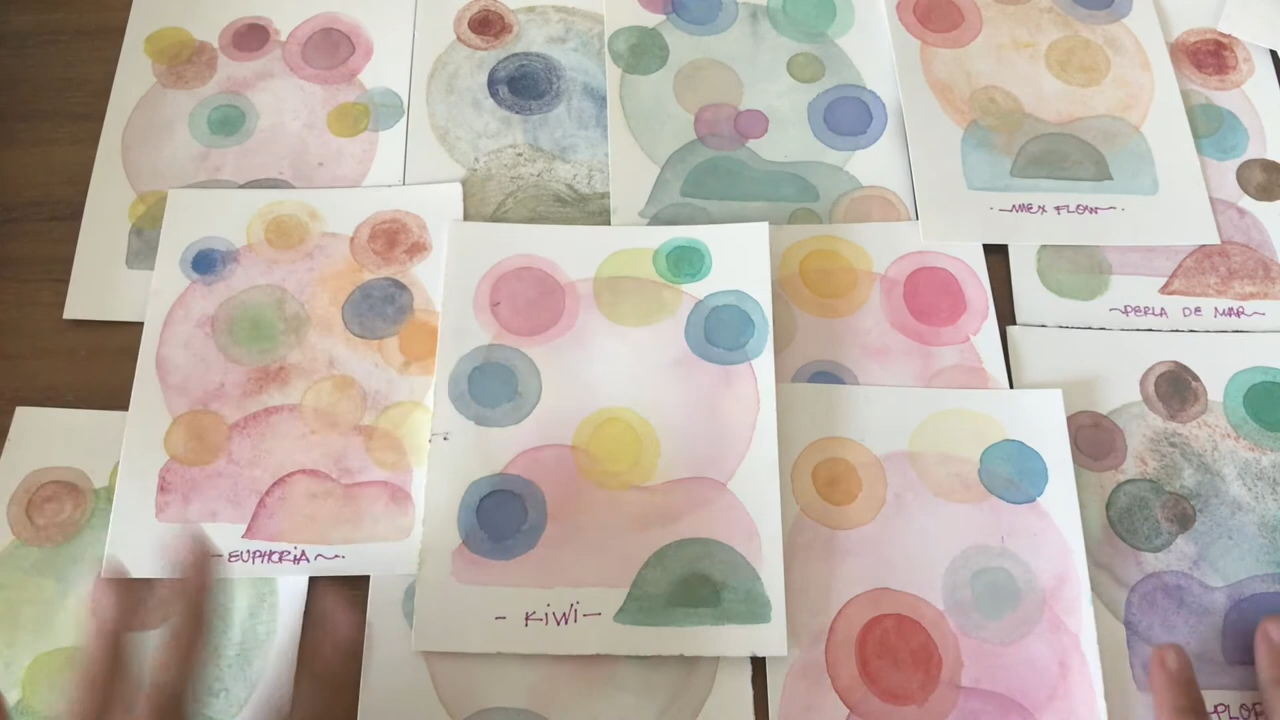 ~MEX FLOW~
~PERLA DE MAR~
- EUPHORIA ~
- KiWi -